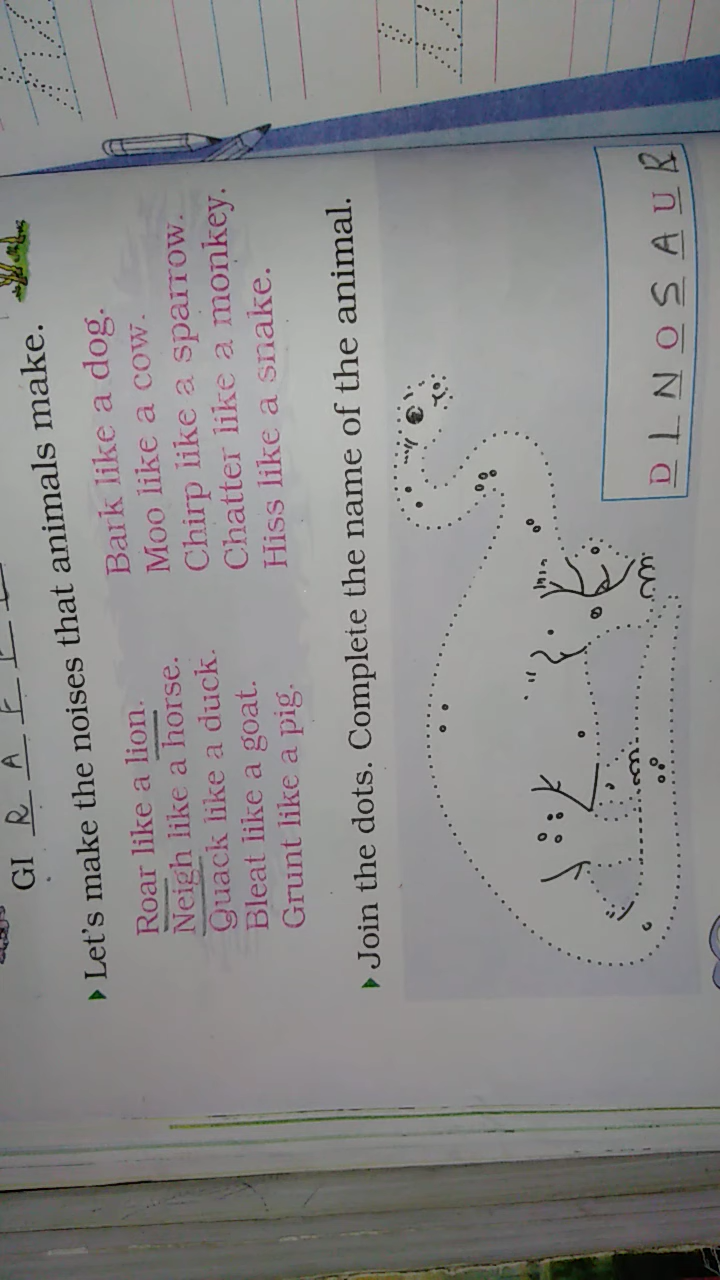 GI R A F F E
Let's make the noises that animals make.
Roar like a lion.
Neigh like a horse.
Quack like a duck.
Bleat like a goat.
Grunt like a pig.
Bark like a dog.
Moo like a cow.
Chirp like a sparrow.
Chatter like a monkey.
Hiss like a snake.
Join the dots. Complete the name of the animal.
D I N O S A U R